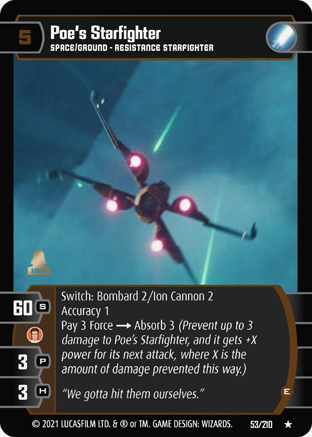 5
Poe's Starfighter
SPACE/GROUND - RESISTANCE STARFIGHTER
60 S
Switch: Bombard 2/Ion Cannon 2
Accuracy 1
Pay 3 Force → Absorb 3 (Prevent up to 3
damage to Poe's Starfighter, and it gets +X
3 P
power for its next attack, where X is the
amount of damage prevented this way.)
3 H
"We gotta hit them ourselves."
E
© 2021 LUCASFILM LTD. & ® or TM. GAME DESIGN: WIZARDS. 53/210 ★